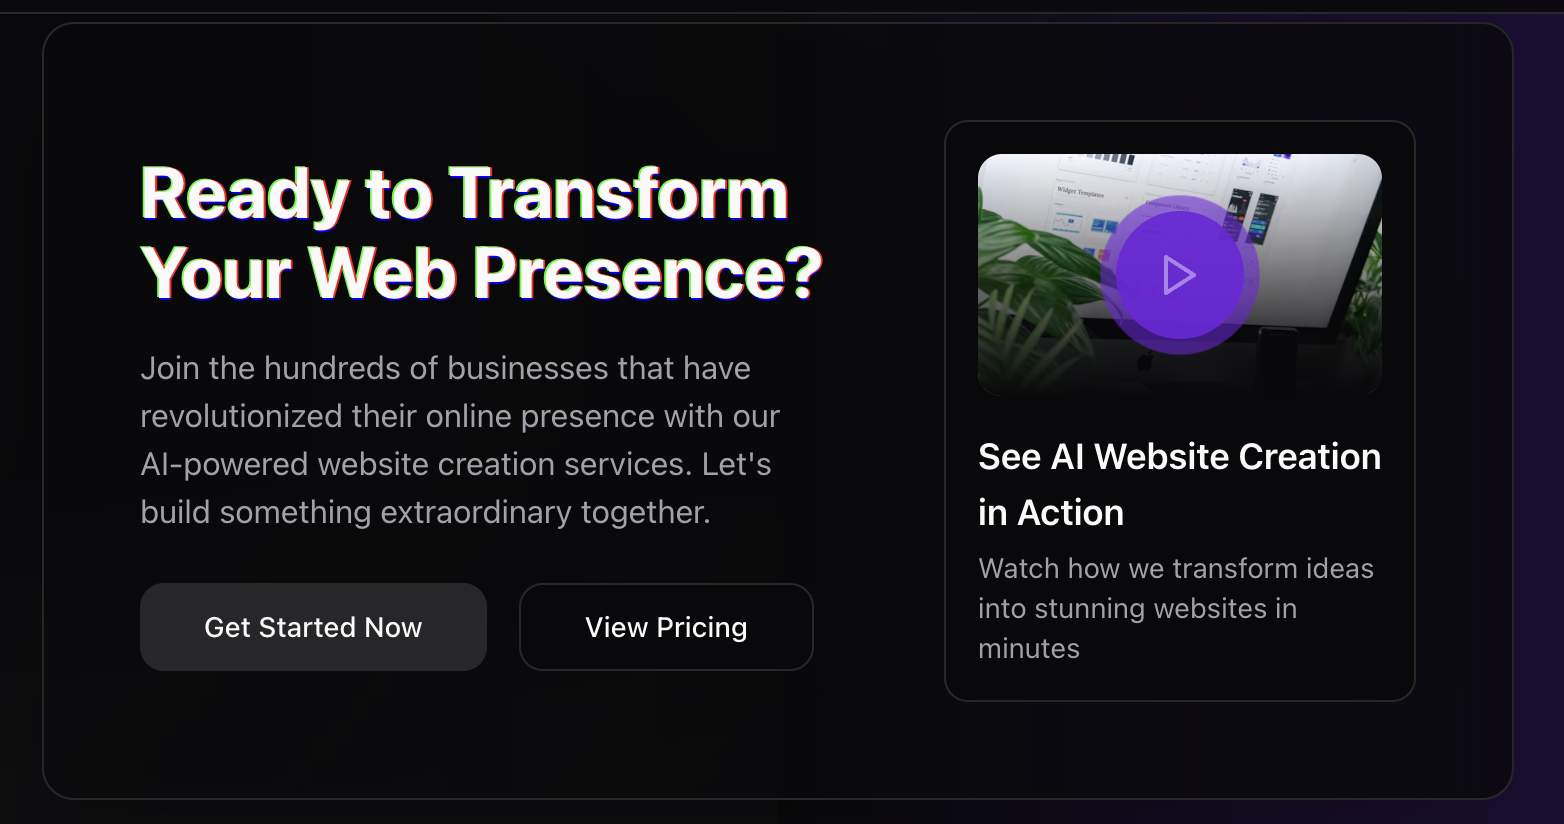 Ready to Transform
Your Web Presence?
Join the hundreds of businesses that have
revolutionized their online presence with our
AI-powered website creation services. Let's
build something extraordinary together.
Get Started Now
View Pricing
Widget Templates
See AI Website Creation
in Action
Watch how we transform ideas
into stunning websites in
minutes